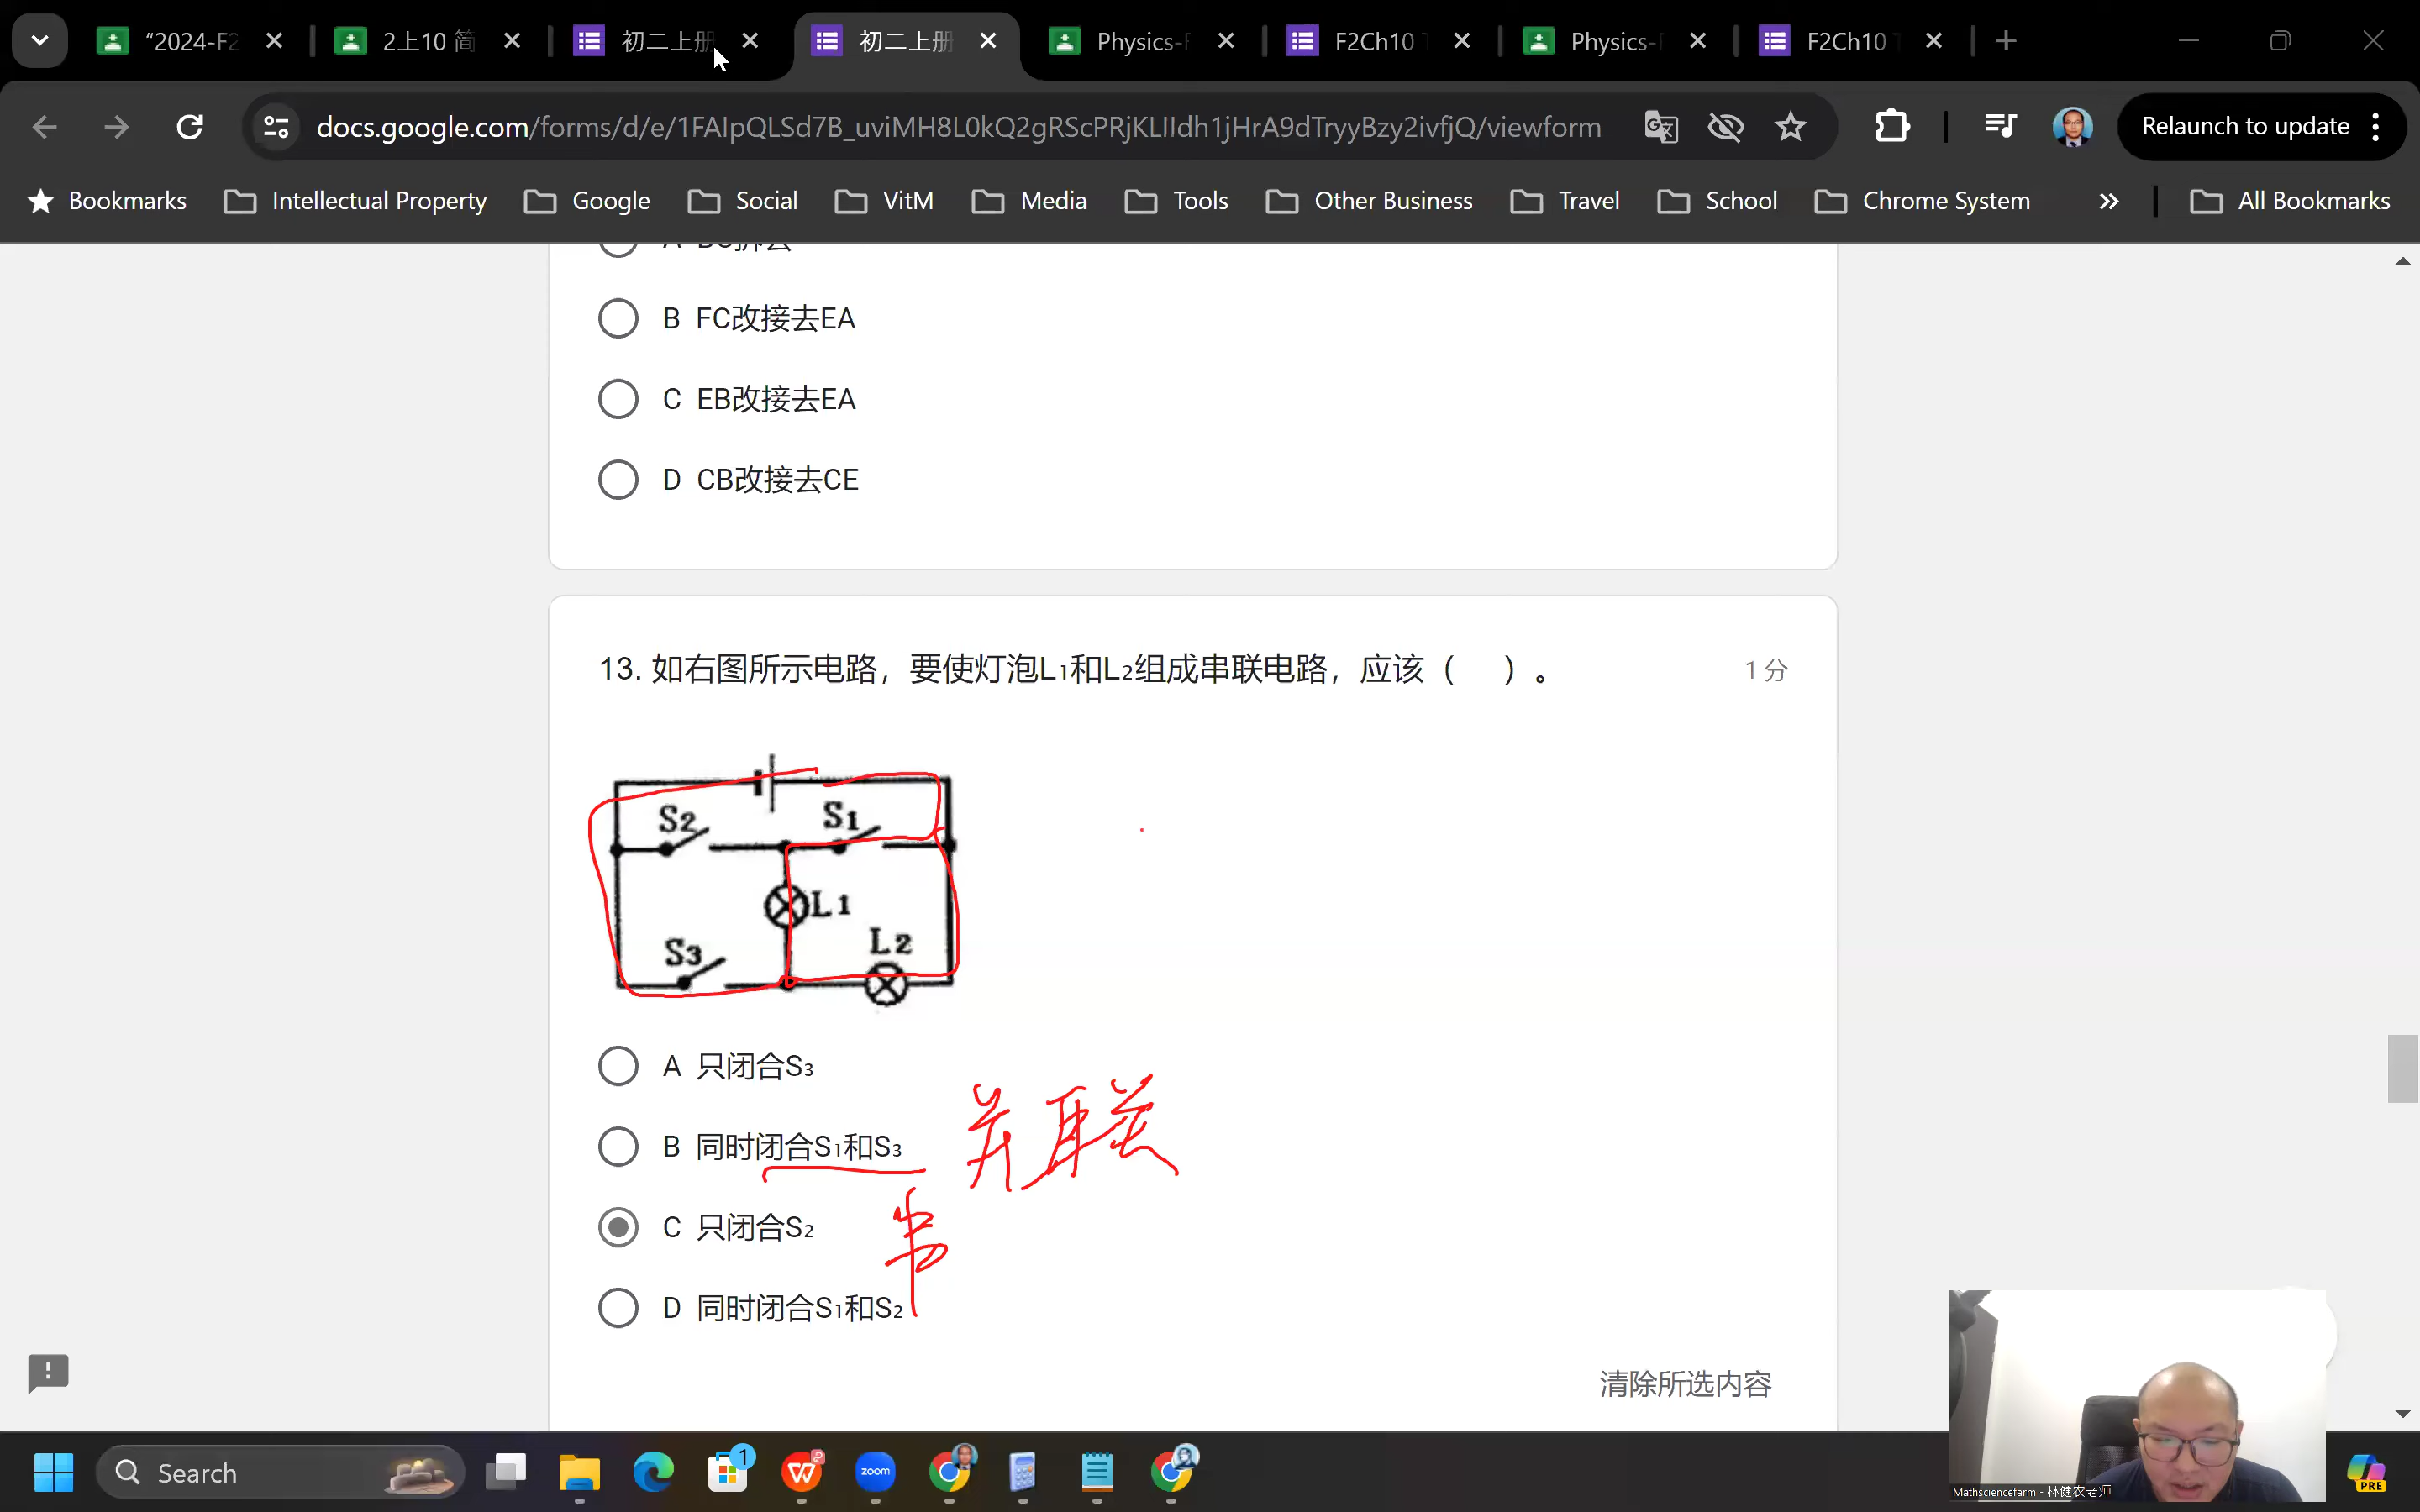 "2024-F2
2上10 简
初二上册
初二上册
Physics-F
F2Ch10 T
Physics-F
F2Ch10 T
docs.google.com/forms/d/e/1FAIpQLSd7B_uviMH8L0kQ2gRScPRjKLIIdh1jHrA9dTryyBzy2ivfjQ/viewform
Relaunch to update
Bookmarks
Intellectual Property
Google
Social
VitM
Media
Tools
Other Business
Travel
School
Chrome System
All Bookmarks
B FC改接去EA
C EB改接去EA
D CB改接去CE
13. 如右图所示电路，要使灯泡L₁和L₂组成串联电路，应该（ ）。
1 分
S2
S1
L1
S3
L2
A 只闭合S₃
B 同时闭合S₁和S₃
并联
C 只闭合S₂
串
D 同时闭合S₁和S₂
清除所选内容
Mathsciencefarm - 林健农老师
Search
1
zoom
PRE